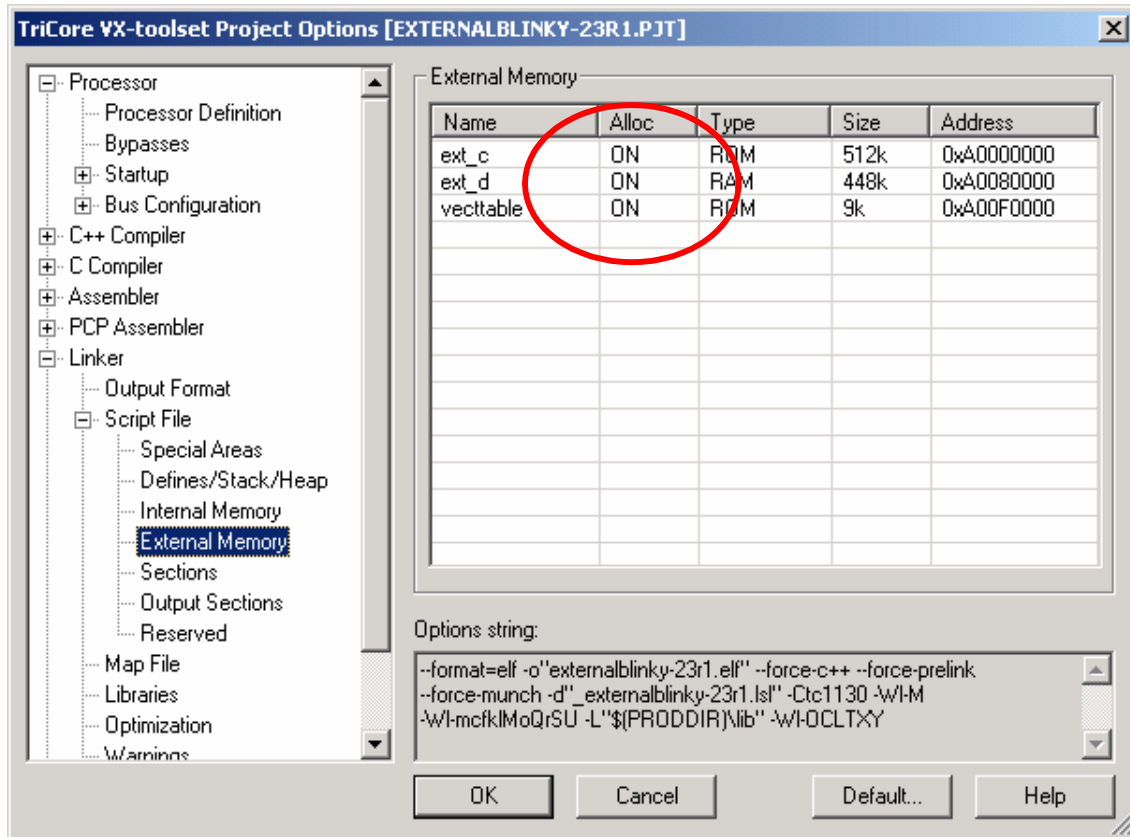 TriCore VX-toolset Project Options [EXTERNALBLINKY-23R1.PJT]
Processor
Processor Definition
Bypasses
Startup
Bus Configuration
C++ Compiler
C Compiler
Assembler
PCP Assembler
Linker
Output Format
Script File
Special Areas
Defines/Stack/Heap
Internal Memory
External Memory
Sections
Output Sections
Reserved
Map File
Libraries
Optimization
Warnings
External Memory
Name Alloc Type Size Address
ext_c ON ROM 512k 0xA0000000
ext_d ON RAM 448k 0xA0080000
vecttable ON ROM 9k 0xA00F0000
Options string:
--format=elf -o"externalblinky-23r1.elf" --force-c++ --force-prelink
--force-munch -d"_externalblinky-23r1.lsl" -Ctc1130 -Wl-M
-Wl-mcfklMoQrSU -L"$(PRODDIR)\lib" -Wl-OCLTXY
OK Cancel Default... Help